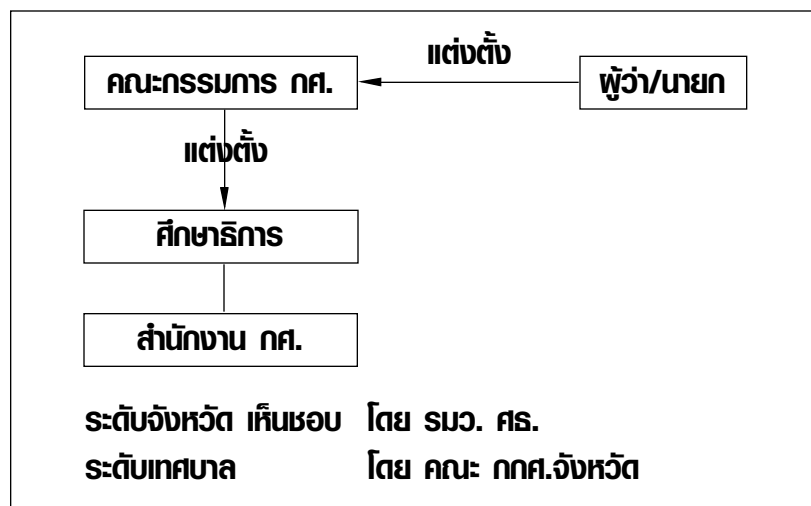 แต่งตั้ง
คณะกรรมการ กศ. ผู้ว่า/นายก
แต่งตั้ง
ศึกษาธิการ
สำนักงาน กศ.
ระดับจังหวัด เห็นชอบ โดย รมว. ศธ.
ระดับเทศบาล โดย คณะ กกศ.จังหวัด